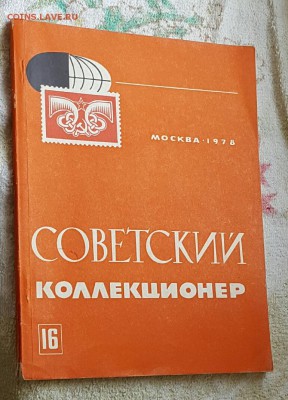 COINS.LAVE.RU
МОСКВА·1978
СОВЕТСКИЙ
КОЛЛЕКЦИОНЕР
16